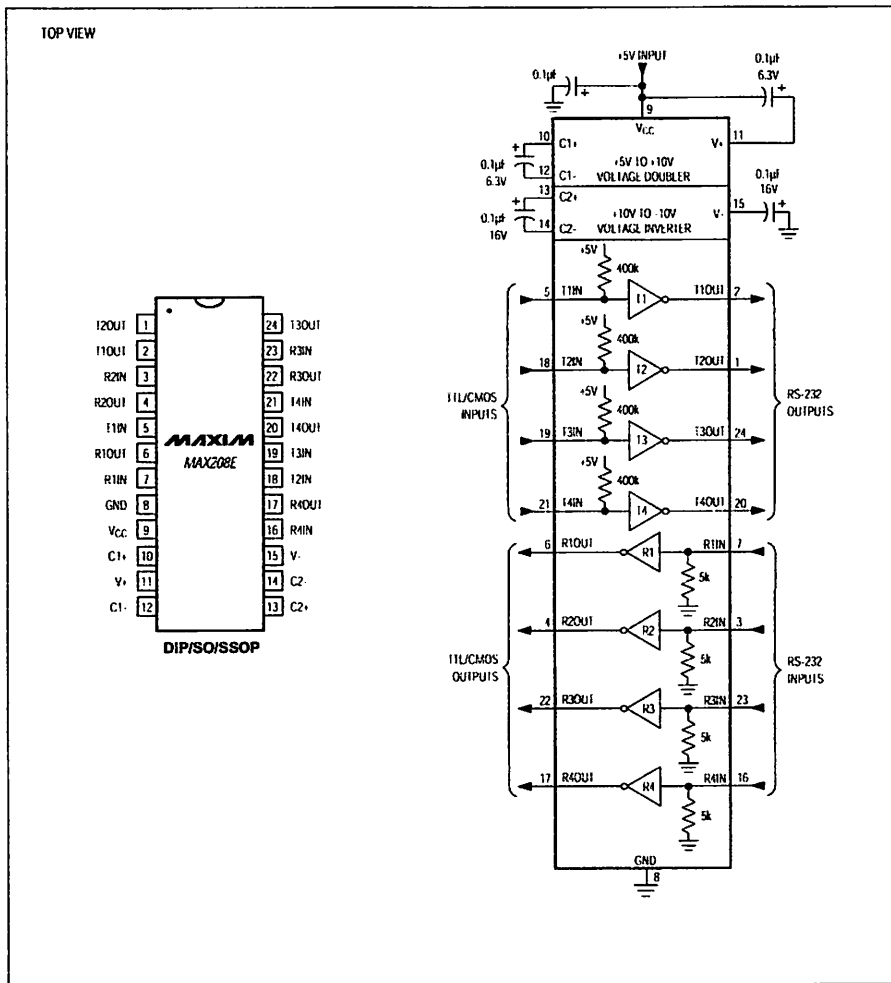 TOP VIEW
T2OUT 1
T1OUT 2
R2IN 3
R2OUT 4
T1IN 5
R1OUT 6
R1IN 7
GND 8
VCC 9
C1+ 10
V+ 11
C1- 12
24 T3OUT
23 R3IN
22 R3OUT
21 T4IN
20 T4OUT
19 T3IN
18 T2IN
17 R4OUT
16 R4IN
15 V-
14 C2-
13 C2+
MAXIM
MAX208E
DIP/SO/SSOP
+5V INPUT
0.1µF
0.1µF
6.3V
9
VCC
10 C1+
12 C1-
0.1µF
6.3V
+5V TO +10V
VOLTAGE DOUBLER
V+ 11
13 C2+
14 C2-
0.1µF
16V
+10V TO -10V
VOLTAGE INVERTER
V- 15
0.1µF
16V
+5V
400k
5 T1IN T1 T1OUT 2
+5V
400k
18 T2IN T2 T2OUT 1
+5V
400k
19 T3IN T3 T3OUT 24
+5V
400k
21 T4IN T4 T4OUT 20
TTL/CMOS
INPUTS
RS-232
OUTPUTS
6 R1OUT R1 R1IN 7
5k
4 R2OUT R2 R2IN 3
5k
22 R3OUT R3 R3IN 23
5k
17 R4OUT R4 R4IN 16
5k
TTL/CMOS
OUTPUTS
RS-232
INPUTS
GND
8